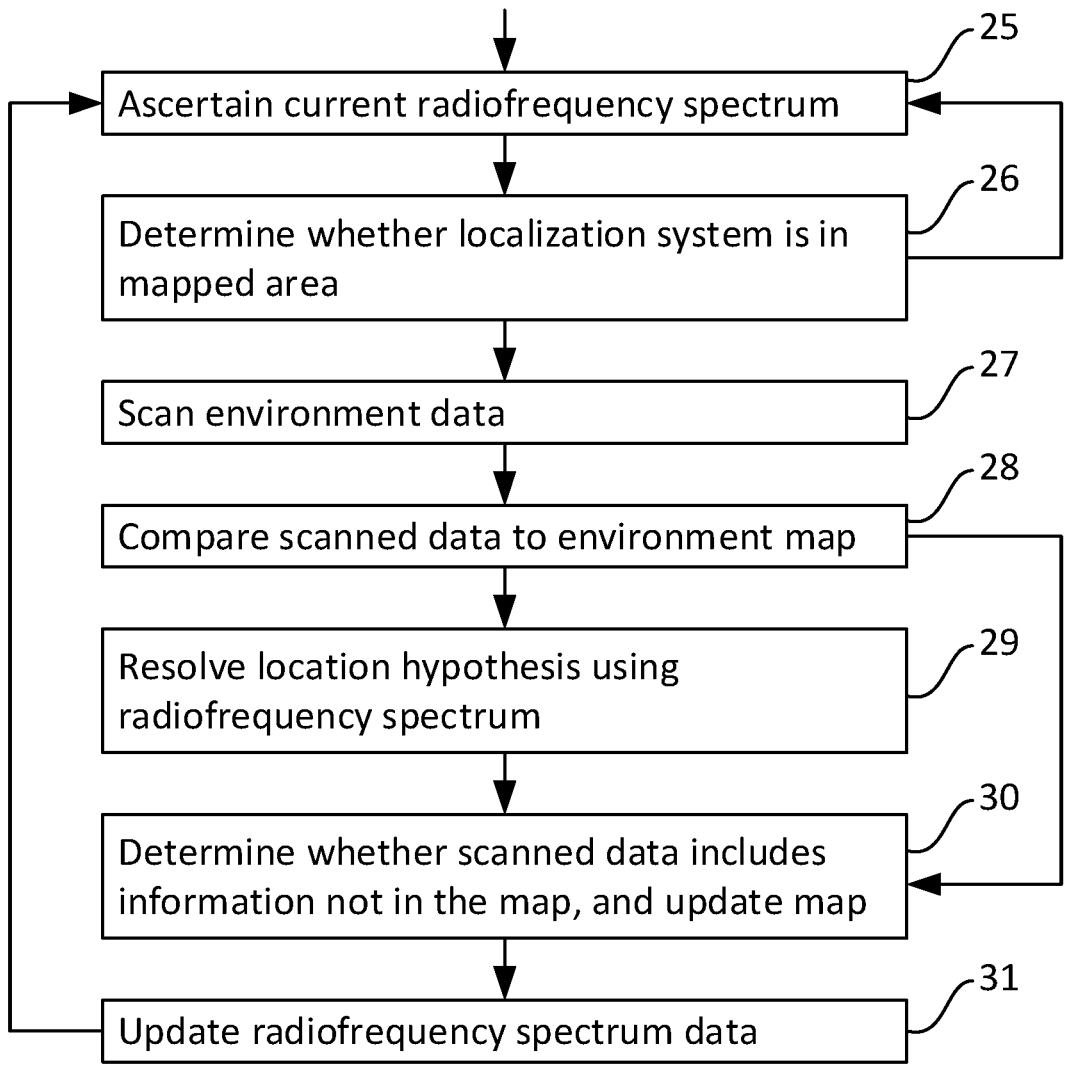 25
Ascertain current radiofrequency spectrum
26
Determine whether localization system is in
mapped area
27
Scan environment data
28
Compare scanned data to environment map
29
Resolve location hypothesis using
radiofrequency spectrum
30
Determine whether scanned data includes
information not in the map, and update map
31
Update radiofrequency spectrum data